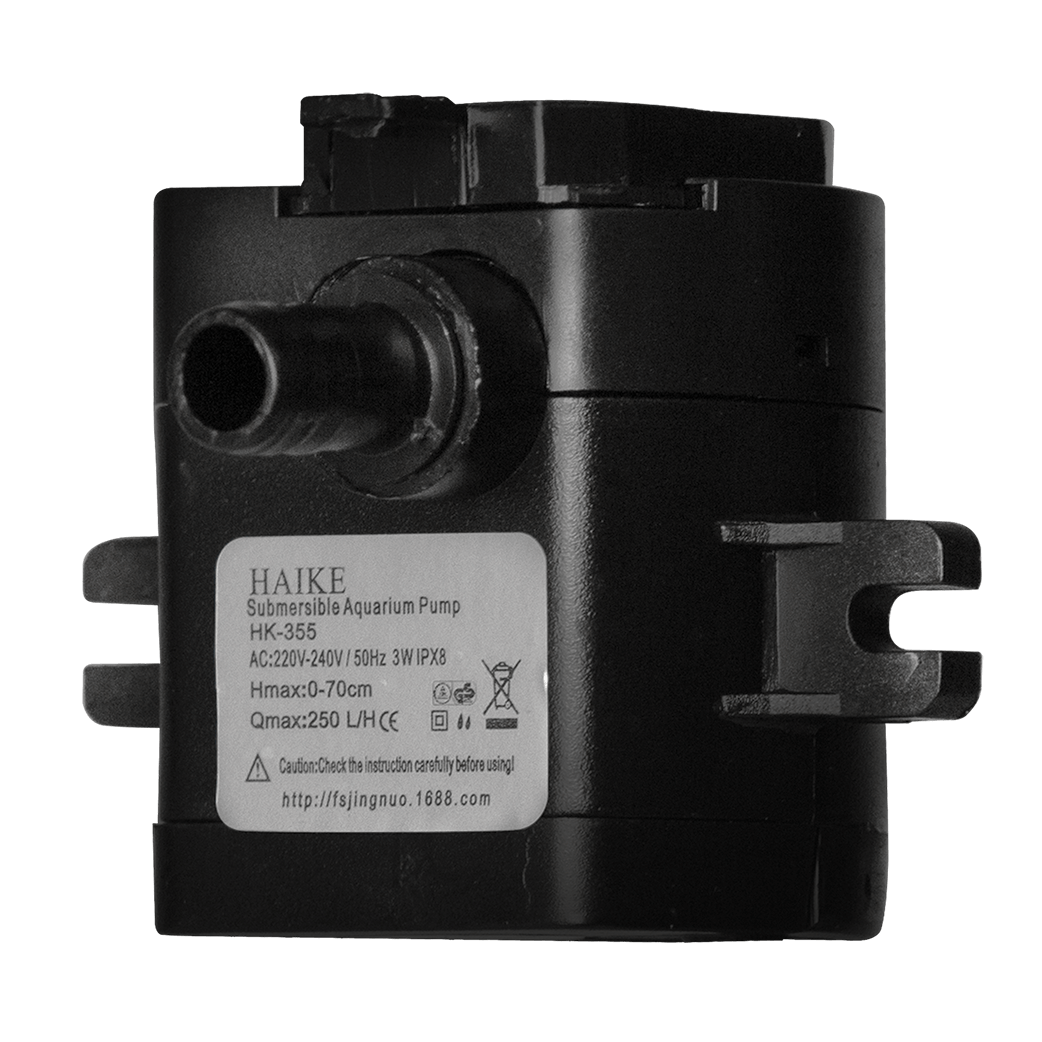 HAIKE
Submersible Aquarium Pump
HK-355
AC:220V-240V / 50Hz 3W IPX8
Hmax:0-70cm
Qmax:250 L/H CE
Caution:Check the instruction carefully before using!
http://fsjingnuo.1688.com